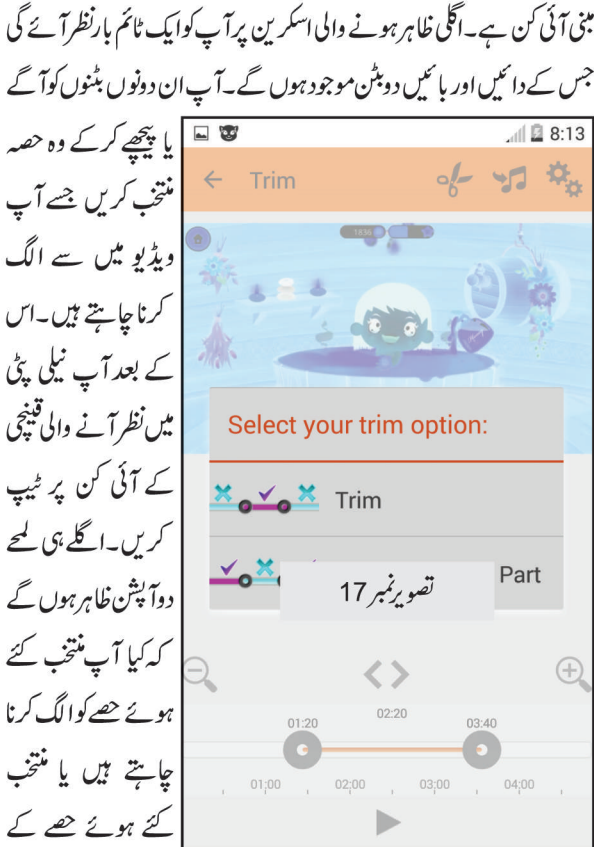 مبنی آئی کن ہے۔ اگلی ظاہر ہونے والی اسکرین پر آپ کو ایک ٹائم بار نظر آئے گی
جس کے دائیں اور بائیں دو بٹن موجود ہوں گے۔ آپ ان دونوں بٹنوں کو آگے
یا پیچھے کرکے وہ حصہ
منتخب کریں جسے آپ
ویڈیو میں سے الگ
کرنا چاہتے ہیں۔ اس
کے بعد آپ نیلی پٹی
میں نظر آنے والی قینچی
کے آئی کن پر ٹیپ
کریں۔ اگلے ہی لمحے
دو آپشن ظاہر ہوں گے
کہ کیا آپ منتخب کئے
ہوئے حصے کو الگ کرنا
چاہتے ہیں یا منتخب
کئے ہوئے حصے کے
8:13
Trim
Select your trim option:
Trim
Part
تصویر نمبر 17
02:20
01:20 03:40
01:00 02:00 03:00 04:00